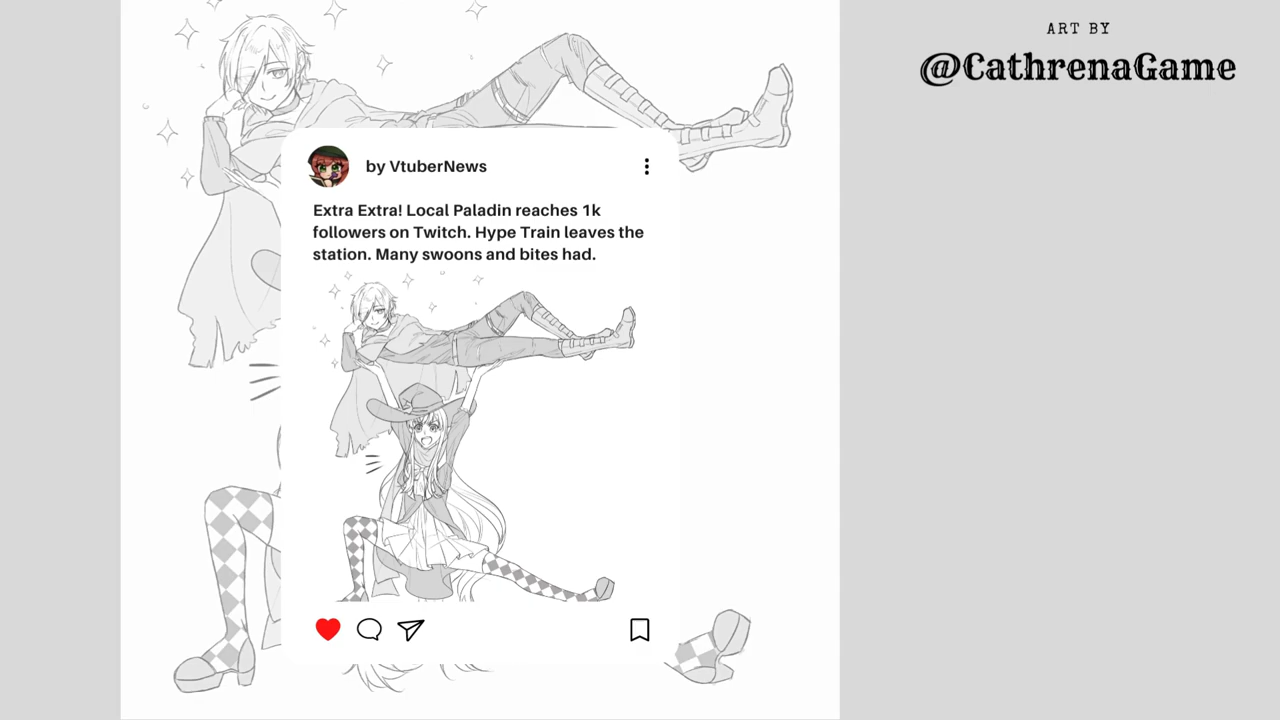 ART BY
@CathrenaGame
by VtuberNews
Extra Extra! Local Paladin reaches 1k
followers on Twitch. Hype Train leaves the
station. Many swoons and bites had.